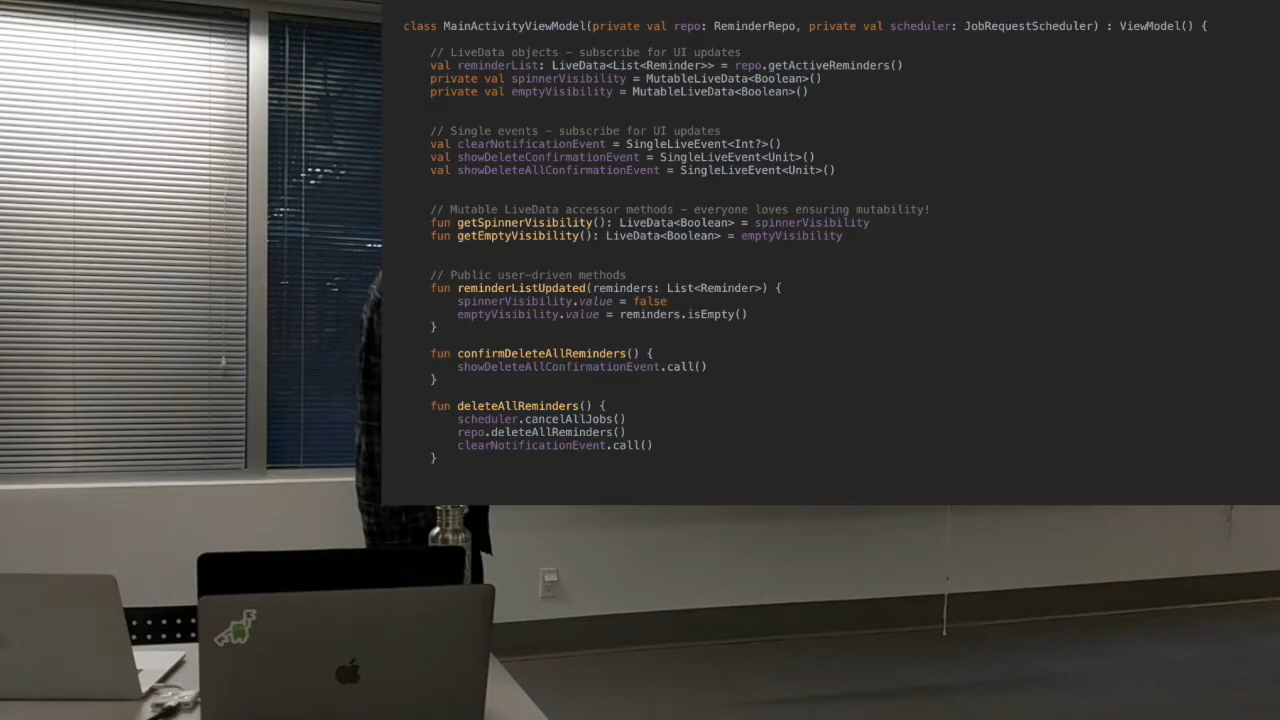 class MainActivityViewModel(private val repo: ReminderRepo, private val scheduler: JobRequestScheduler) : ViewModel() {
// LiveData objects – subscribe for UI updates
val reminderList: LiveData<List<Reminder>> = repo.getActiveReminders()
private val spinnerVisibility = MutableLiveData<Boolean>()
private val emptyVisibility = MutableLiveData<Boolean>()
// Single events – subscribe for UI updates
val clearNotificationEvent = SingleLiveEvent<Int?>()
val showDeleteConfirmationEvent = SingleLiveEvent<Unit>()
val showDeleteAllConfirmationEvent = SingleLiveEvent<Unit>()
// Mutable LiveData accessor methods – everyone loves ensuring mutability!
fun getSpinnerVisibility(): LiveData<Boolean> = spinnerVisibility
fun getEmptyVisibility(): LiveData<Boolean> = emptyVisibility
// Public user-driven methods
fun reminderListUpdated(reminders: List<Reminder>) {
spinnerVisibility.value = false
emptyVisibility.value = reminders.isEmpty()
}
fun confirmDeleteAllReminders() {
showDeleteAllConfirmationEvent.call()
}
fun deleteAllReminders() {
scheduler.cancelAllJobs()
repo.deleteAllReminders()
clearNotificationEvent.call()
}